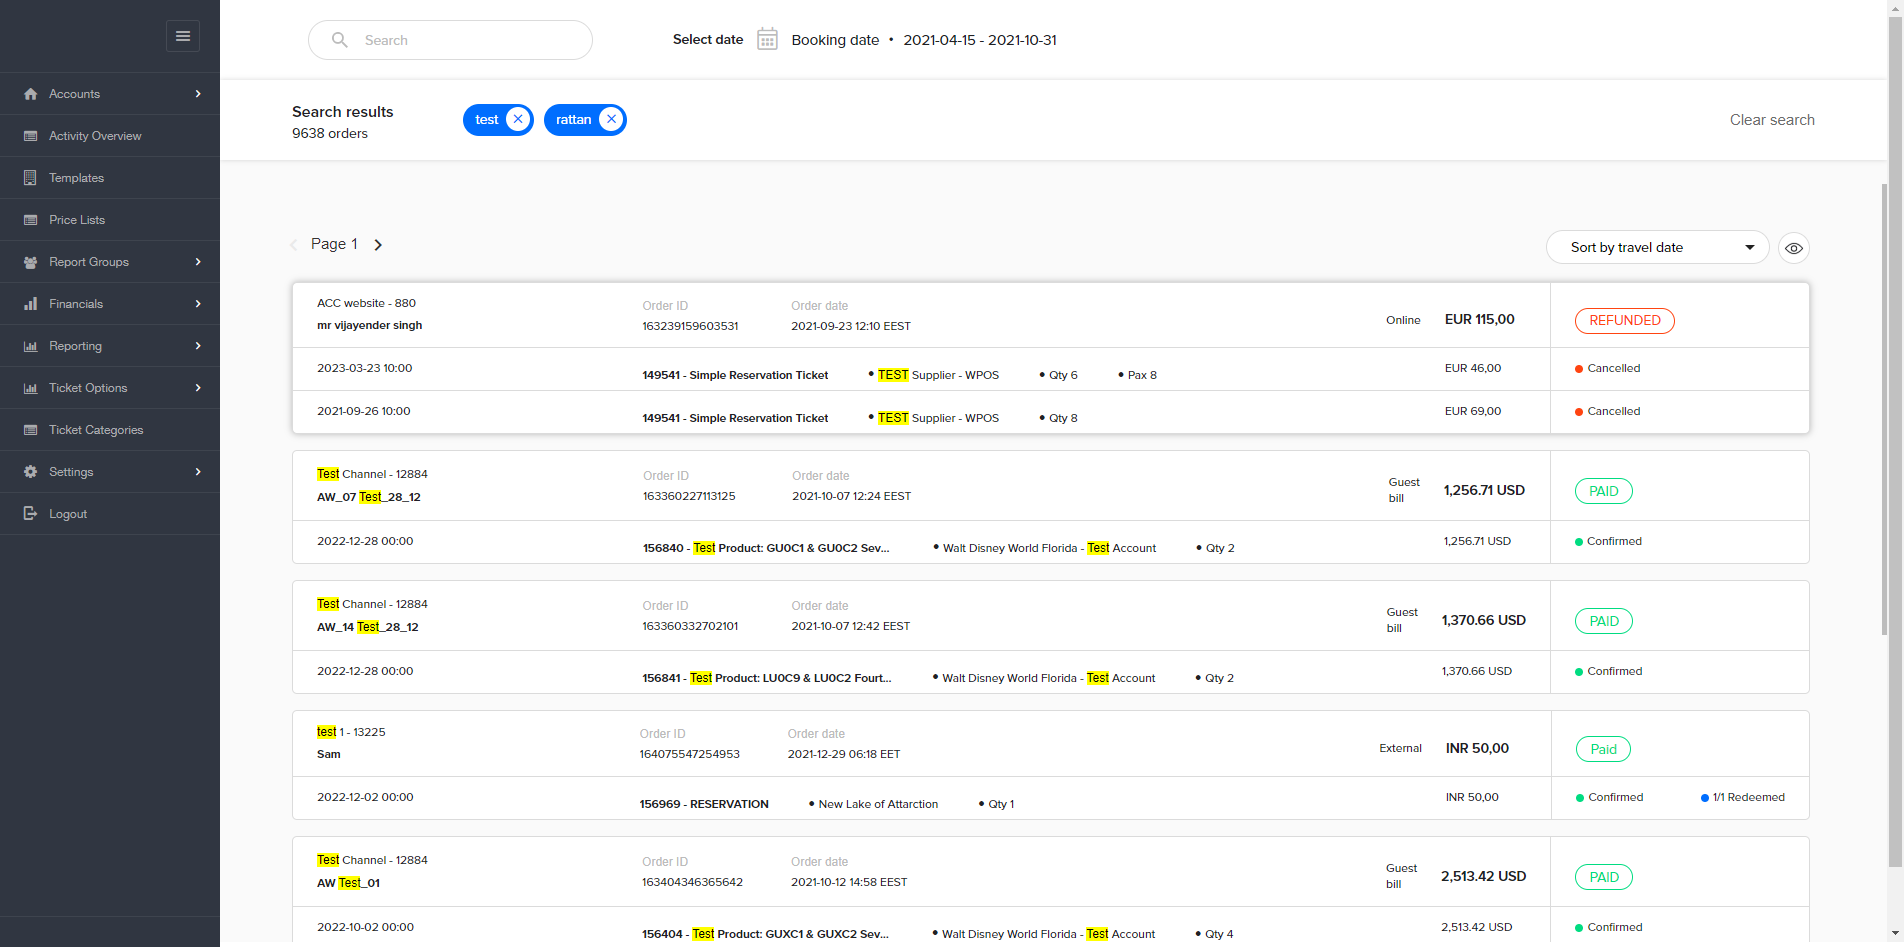 Search
Select date
Booking date • 2021-04-15 - 2021-10-31
Accounts
Activity Overview
Templates
Price Lists
Report Groups
Financials
Reporting
Ticket Options
Ticket Categories
Settings
Logout
Search results
9638 orders
test
rattan
Clear search
Page 1
Sort by travel date
ACC website - 880
mr vijayender singh
Order ID
163239159603531
Order date
2021-09-23 12:10 EEST
Online
EUR 115,00
REFUNDED
2023-03-23 10:00
149541 - Simple Reservation Ticket
• TEST Supplier - WPOS
• Qty 6
• Pax 8
EUR 46,00
Cancelled
2021-09-26 10:00
149541 - Simple Reservation Ticket
• TEST Supplier - WPOS
• Qty 8
EUR 69,00
Cancelled
Test Channel - 12884
AW_07 Test_28_12
Order ID
163360227113125
Order date
2021-10-07 12:24 EEST
Guest
bill
1,256.71 USD
PAID
2022-12-28 00:00
156840 - Test Product: GU0C1 & GU0C2 Sev...
• Walt Disney World Florida - Test Account
• Qty 2
1,256.71 USD
Confirmed
Test Channel - 12884
AW_14 Test_28_12
Order ID
163360332702101
Order date
2021-10-07 12:42 EEST
Guest
bill
1,370.66 USD
PAID
2022-12-28 00:00
156841 - Test Product: LU0C9 & LU0C2 Fourt...
• Walt Disney World Florida - Test Account
• Qty 2
1,370.66 USD
Confirmed
test 1 - 13225
Sam
Order ID
164075547254953
Order date
2021-12-29 06:18 EET
External
INR 50,00
Paid
2022-12-02 00:00
156969 - RESERVATION
• New Lake of Attarction
• Qty 1
INR 50,00
Confirmed
1/1 Redeemed
Test Channel - 12884
AW Test_01
Order ID
163404346365642
Order date
2021-10-12 14:58 EEST
Guest
bill
2,513.42 USD
PAID
2022-10-02 00:00
156404 - Test Product: GUXC1 & GUXC2 Sev...
• Walt Disney World Florida - Test Account
• Qty 4
2,513.42 USD
Confirmed